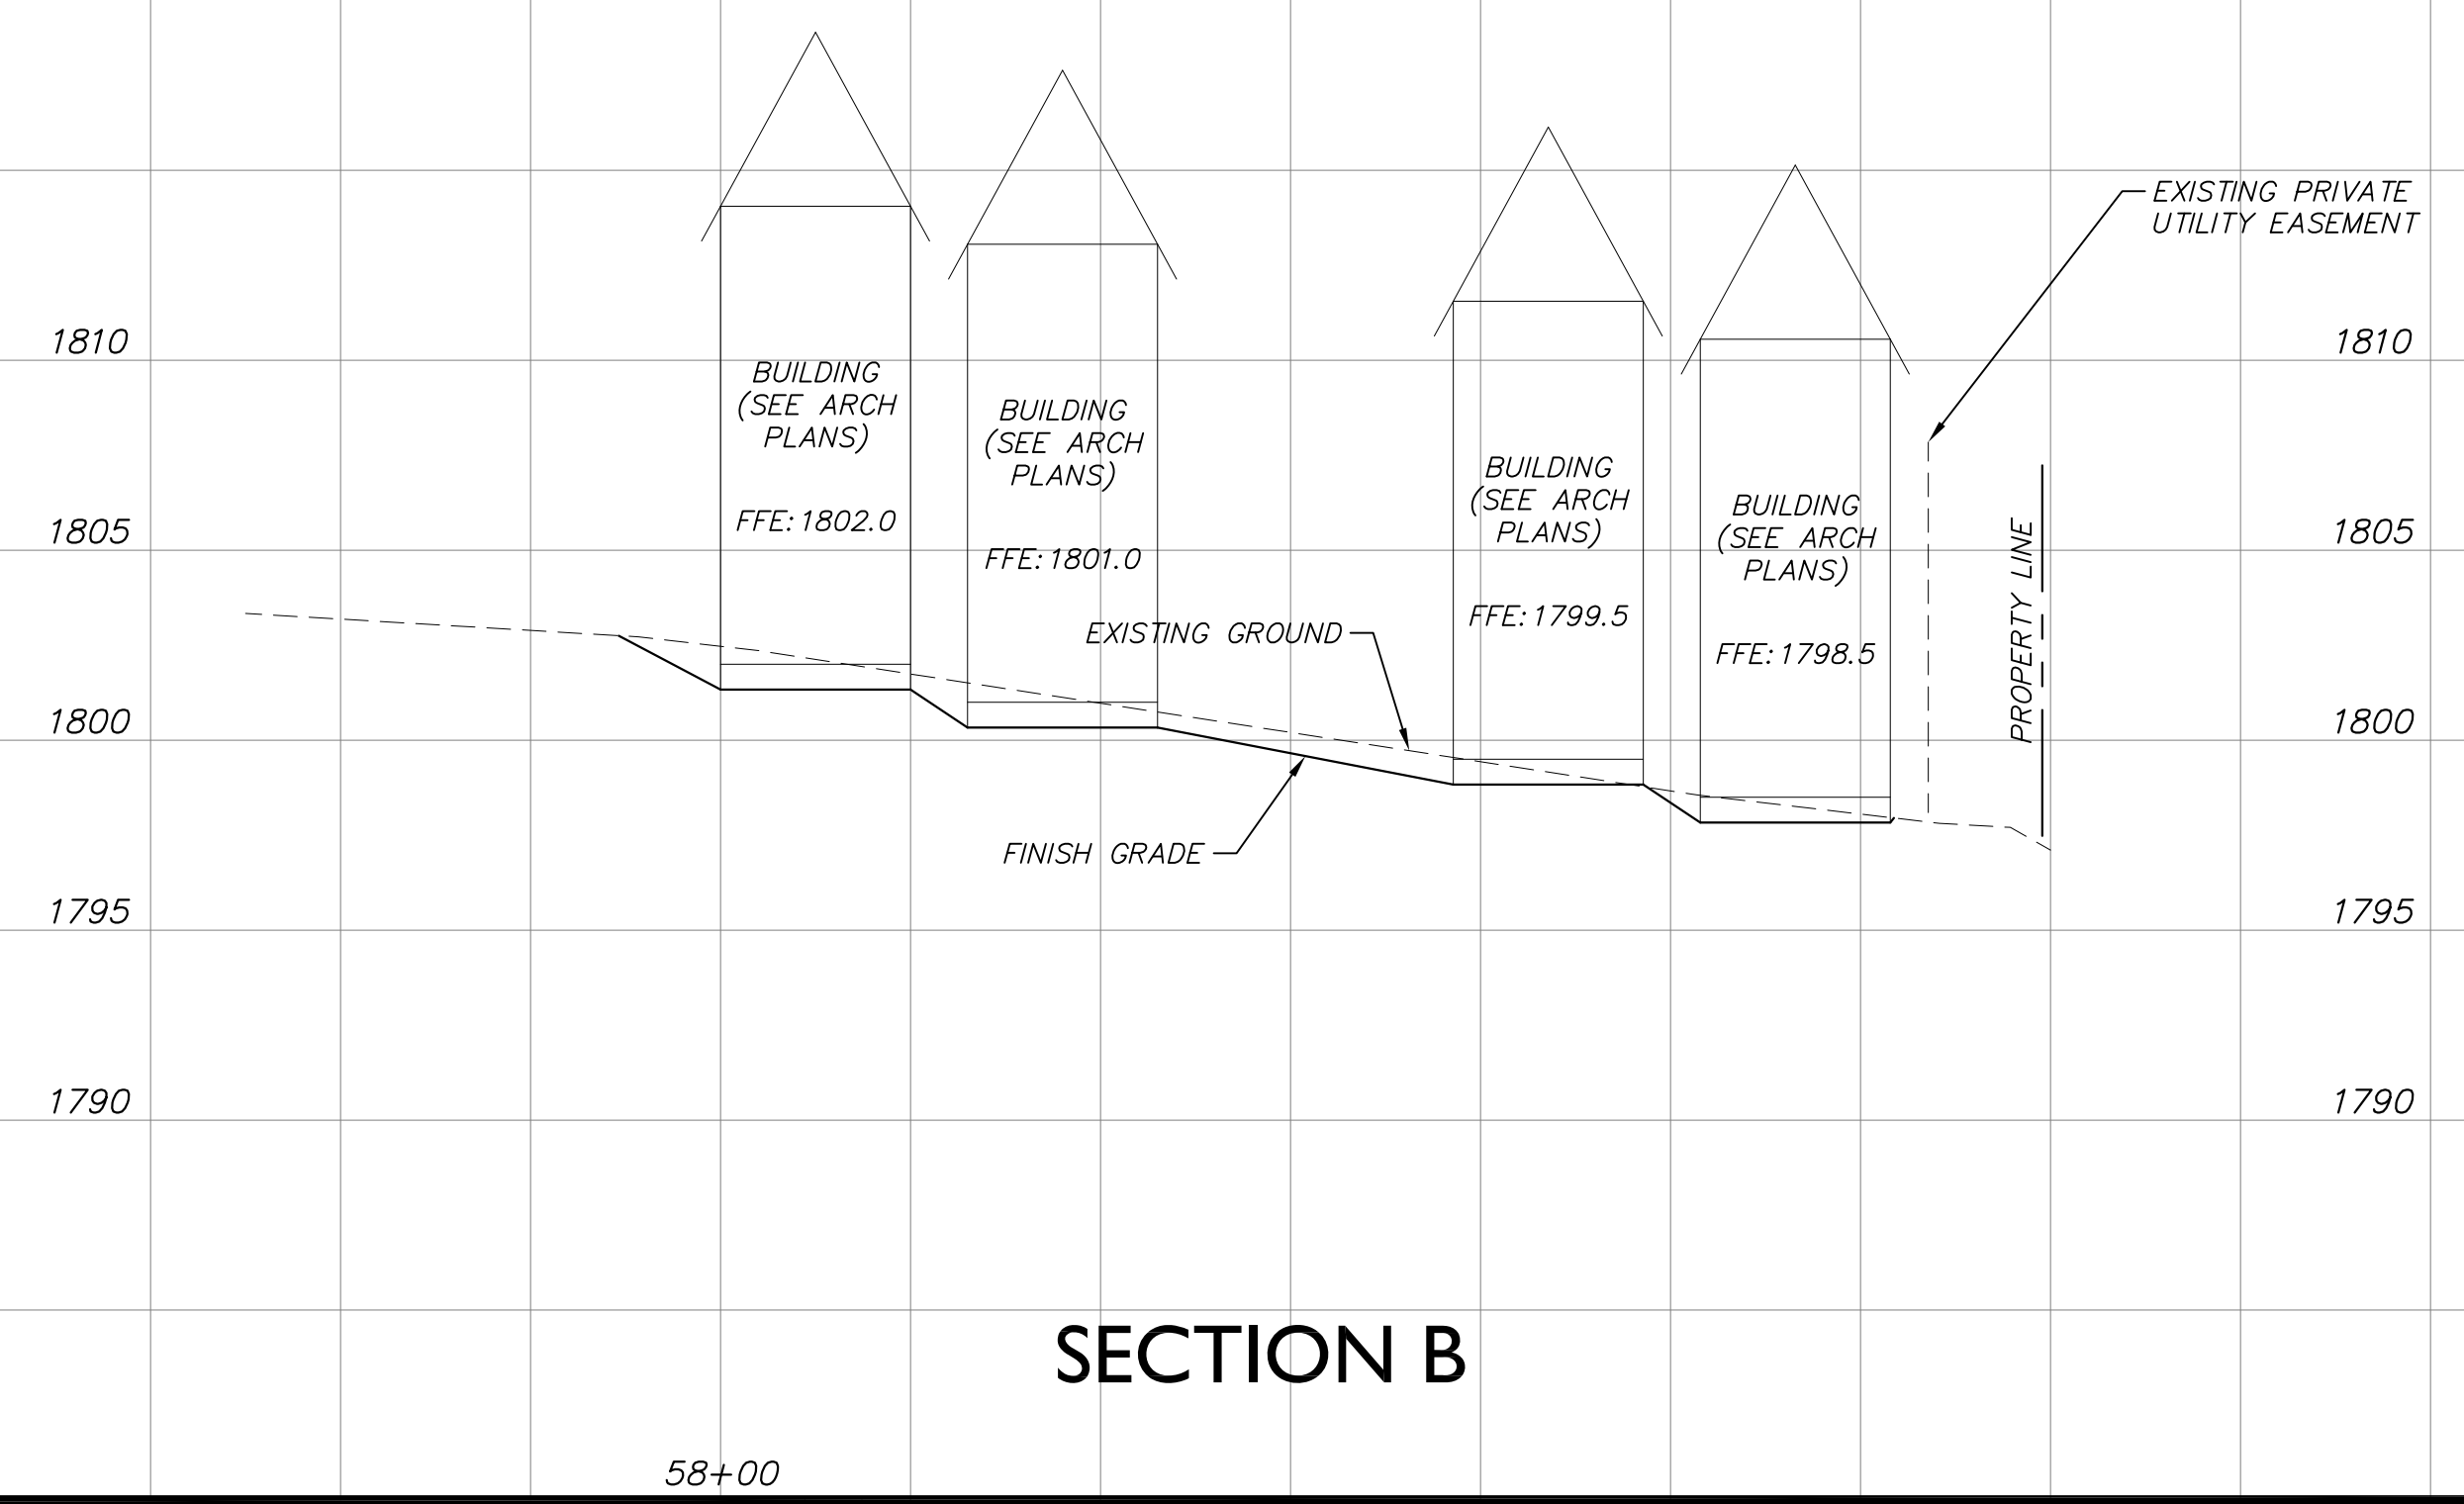 EXISTING PRIVATE
UTILITY EASEMENT
1810
1810
BUILDING
(SEE ARCH
PLANS)
FFE: 1802.0
BUILDING
(SEE ARCH
PLANS)
FFE: 1801.0
BUILDING
(SEE ARCH
PLANS)
FFE: 1799.5
BUILDING
(SEE ARCH
PLANS)
FFE: 1798.5
1805
1805
PROPERTY LINE
EXISTING GROUND
1800
1800
FINISH GRADE
1795
1795
1790
1790
SECTION B
58+00